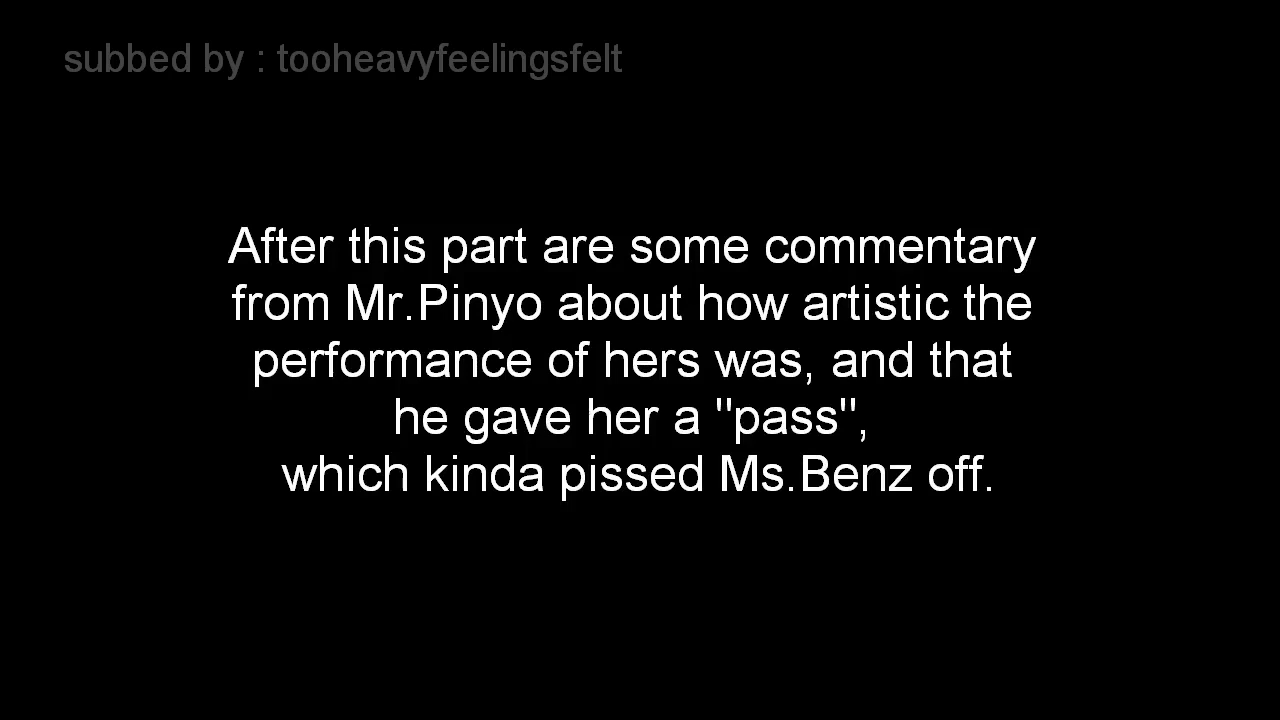 subbed by : tooheavyfeelingsfelt
After this part are some commentary
from Mr.Pinyo about how artistic the
performance of hers was, and that
he gave her a "pass",
which kinda pissed Ms.Benz off.